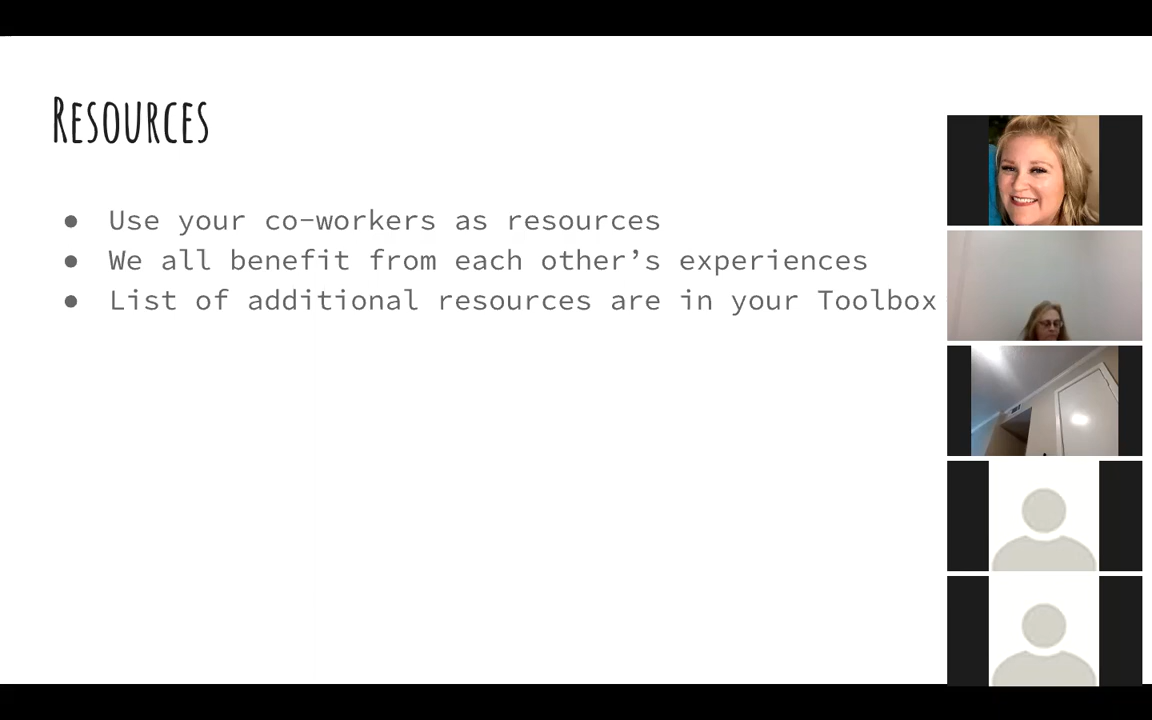 Resources
● Use your co-workers as resources
● We all benefit from each other’s experiences
● List of additional resources are in your Toolbox